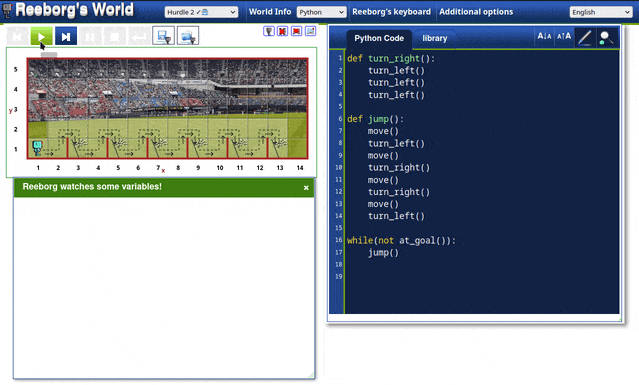 Reeborg's World
Hurdle 2 ✓
World Info
Python
Reeborg's keyboard
Additional options
English
5
4
y 3
2
1
1 2 3 4 5 6 7 x 8 9 10 11 12 13 14
Reeborg watches some variables! ×
Python Code
library
A↓A A↑A
1 def turn_right():
2 turn_left()
3 turn_left()
4 turn_left()
5
6 def jump():
7 move()
8 turn_left()
9 move()
10 turn_right()
11 move()
12 turn_right()
13 move()
14 turn_left()
15
16 while(not at_goal()):
17 jump()
18
19